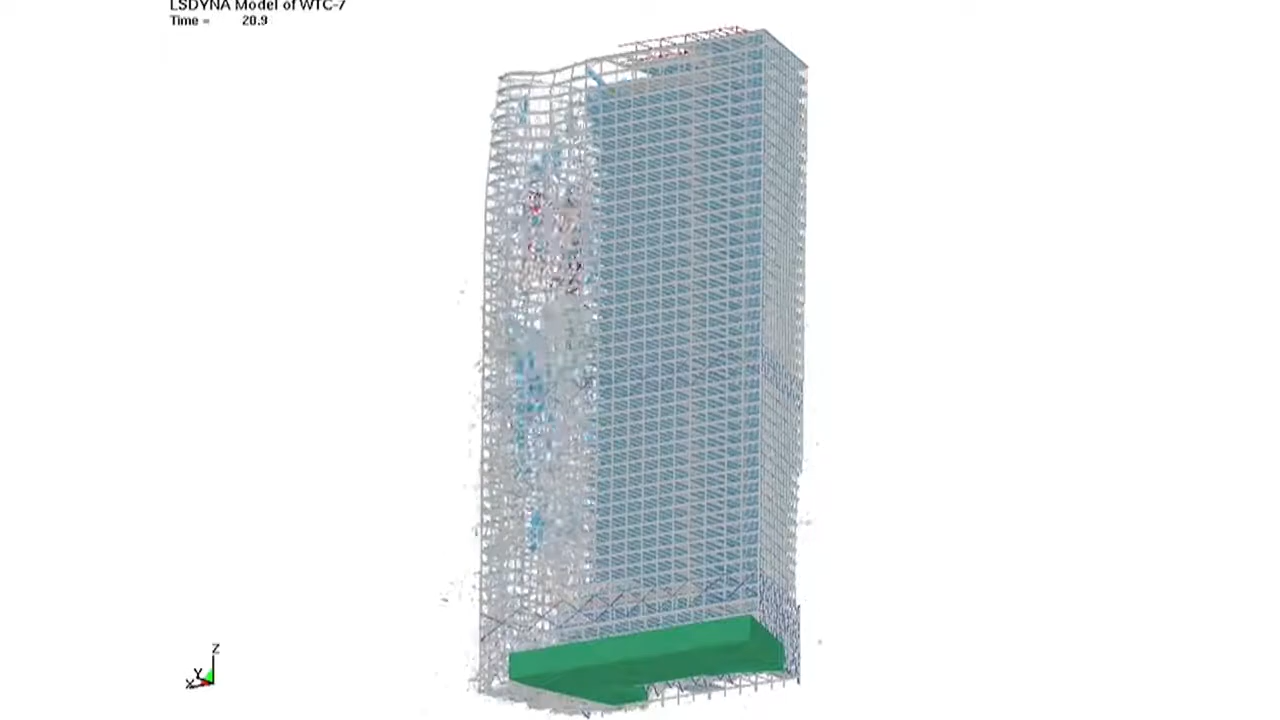 LSDYNA Model of WTC-7
Time = 20.9
Z
Y
X